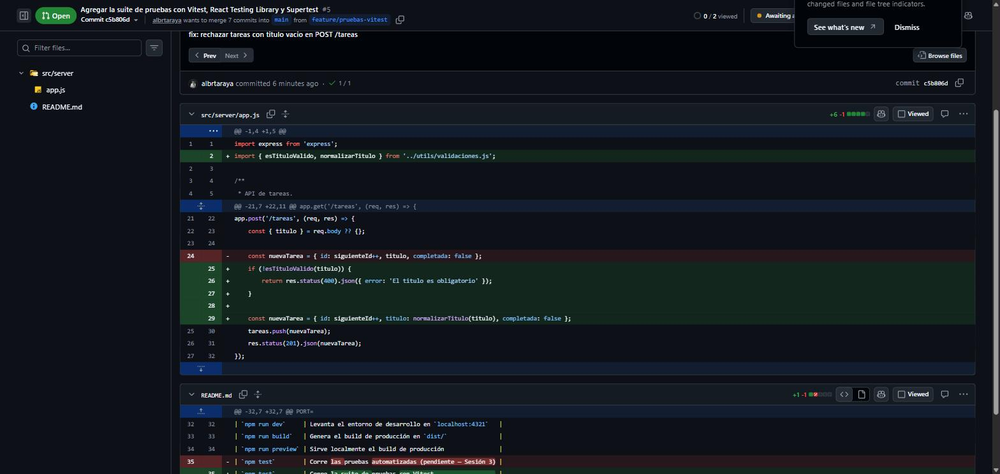 Open
Agregar la suite de pruebas con Vitest, React Testing Library y Supertest #5
Commit c5b806d
albrtaraya wants to merge 7 commits into main from feature/pruebas-vitest
0 / 2 viewed
Awaiting a
changed files and file tree indicators.
See what's new
Dismiss
Filter files...
src/server
app.js
README.md
fix: rechazar tareas con titulo vacio en POST /tareas
Prev Next
Browse files
albrtaraya committed 6 minutes ago · 1 / 1
commit c5b806d
src/server/app.js
+6 -1
Viewed
@@ -1,4 +1,5 @@
1 1 import express from 'express';
2 + import { esTituloValido, normalizarTitulo } from '../utils/validaciones.js';
2 3
3 4 /**
4 5 * API de tareas.
@@ -21,7 +22,11 @@ app.get('/tareas', (req, res) => {
21 22 app.post('/tareas', (req, res) => {
22 23 const { titulo } = req.body ?? {};
23 24
24 - const nuevaTarea = { id: siguienteId++, titulo, completada: false };
25 + if (!esTituloValido(titulo)) {
26 + return res.status(400).json({ error: 'El titulo es obligatorio' });
27 + }
28 +
29 + const nuevaTarea = { id: siguienteId++, titulo: normalizarTitulo(titulo), completada: false };
25 30 tareas.push(nuevaTarea);
26 31 res.status(201).json(nuevaTarea);
27 32 });
README.md
+1 -1
Viewed
@@ -32,7 +32,7 @@ PORT=
32 32 | `npm run dev` | Levanta el entorno de desarrollo en `localhost:4321` |
33 33 | `npm run build` | Genera el build de producción en `dist/` |
34 34 | `npm run preview` | Sirve localmente el build de producción |
35 - | `npm test` | Corre las pruebas automatizadas (pendiente — Sesión 3) |
35 + | `npm test` | Corre la suite de pruebas con Vitest |